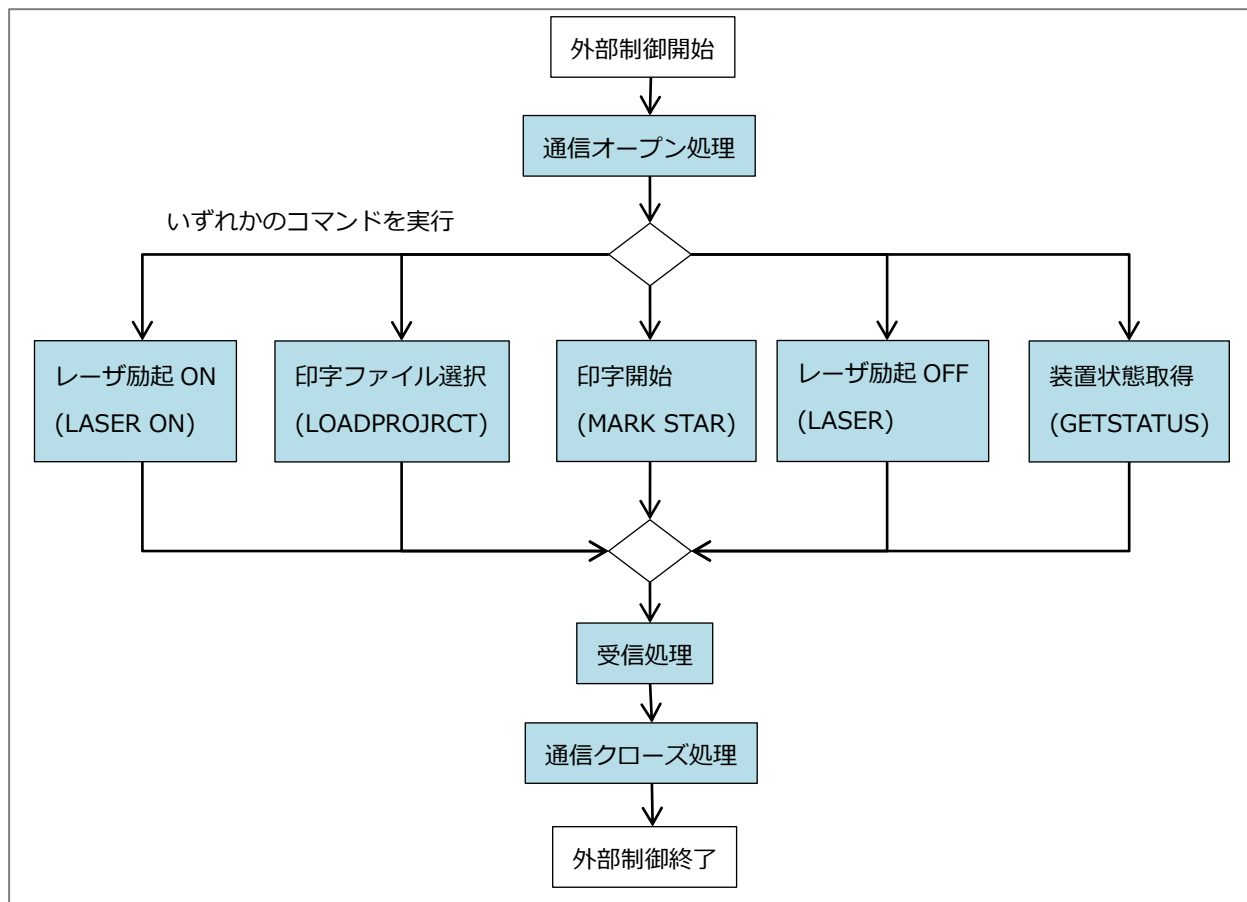 外部制御開始
通信オープン処理
いずれかのコマンドを実行
レーザ励起 ON
(LASER ON)
印字ファイル選択
(LOADPROJRCT)
印字開始
(MARK STAR)
レーザ励起 OFF
(LASER)
装置状態取得
(GETSTATUS)
受信処理
通信クローズ処理
外部制御終了